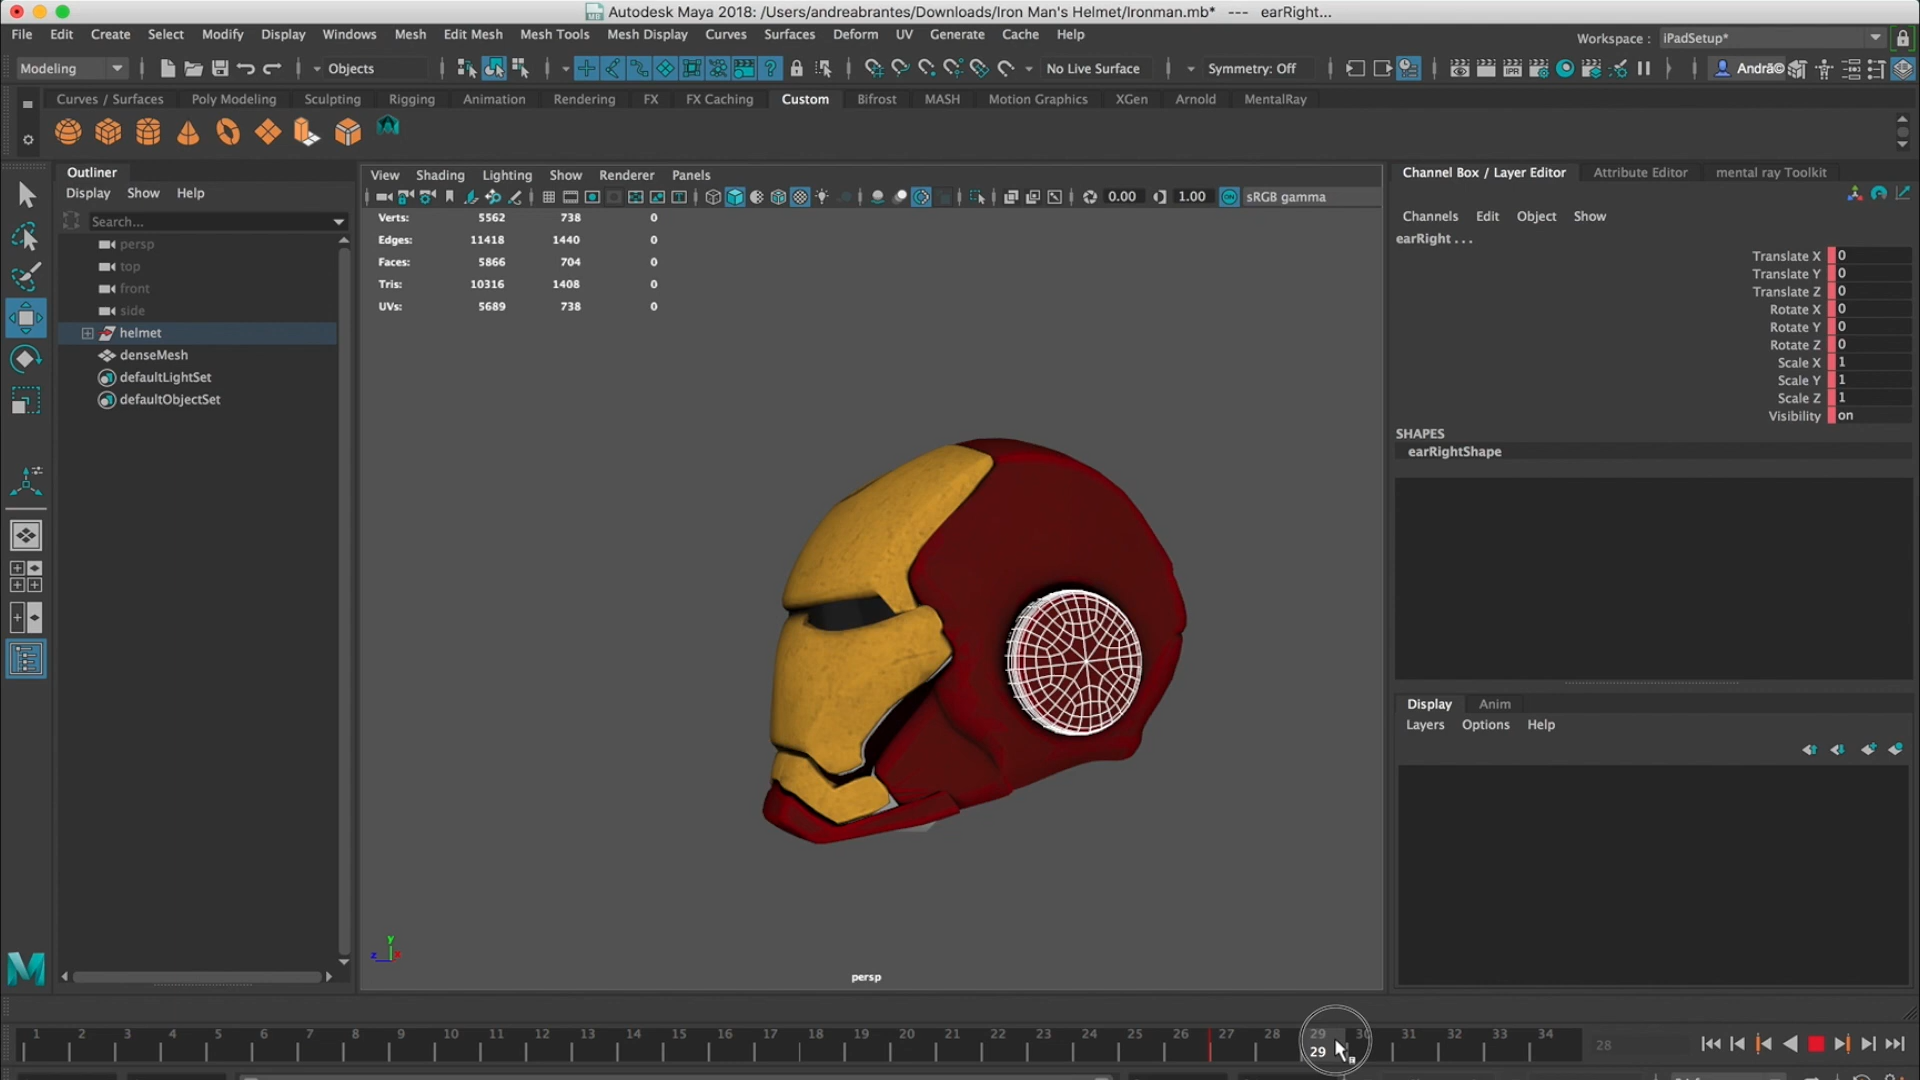 Autodesk Maya 2018: /Users/andreabrantes/Downloads/Iron Man's Helmet/Ironman.mb* --- earRight...
File Edit Create Select Modify Display Windows Mesh Edit Mesh Mesh Tools Mesh Display Curves Surfaces Deform UV Generate Cache Help
Workspace : iPadSetup*
Modeling Objects No Live Surface Symmetry: Off
Curves / Surfaces Poly Modeling Sculpting Rigging Animation Rendering FX FX Caching Custom Bifrost MASH Motion Graphics XGen Arnold MentalRay
Outliner
Display Show Help
Search...
persp
top
front
side
helmet
denseMesh
defaultLightSet
defaultObjectSet
View Shading Lighting Show Renderer Panels
0.00 1.00 ON sRGB gamma
Verts: 5562 738 0
Edges: 11418 1440 0
Faces: 5866 704 0
Tris: 10316 1408 0
UVs: 5689 738 0
y
z x
persp
Channel Box / Layer Editor Attribute Editor mental ray Toolkit
Channels Edit Object Show
earRight . . .
Translate X 0
Translate Y 0
Translate Z 0
Rotate X 0
Rotate Y 0
Rotate Z 0
Scale X 1
Scale Y 1
Scale Z 1
Visibility on
SHAPES
earRightShape
Display Anim
Layers Options Help
1 2 3 4 5 6 7 8 9 10 11 12 13 14 15 16 17 18 19 20 21 22 23 24 25 26 27 28 29 30 31 32 33 34
29
28